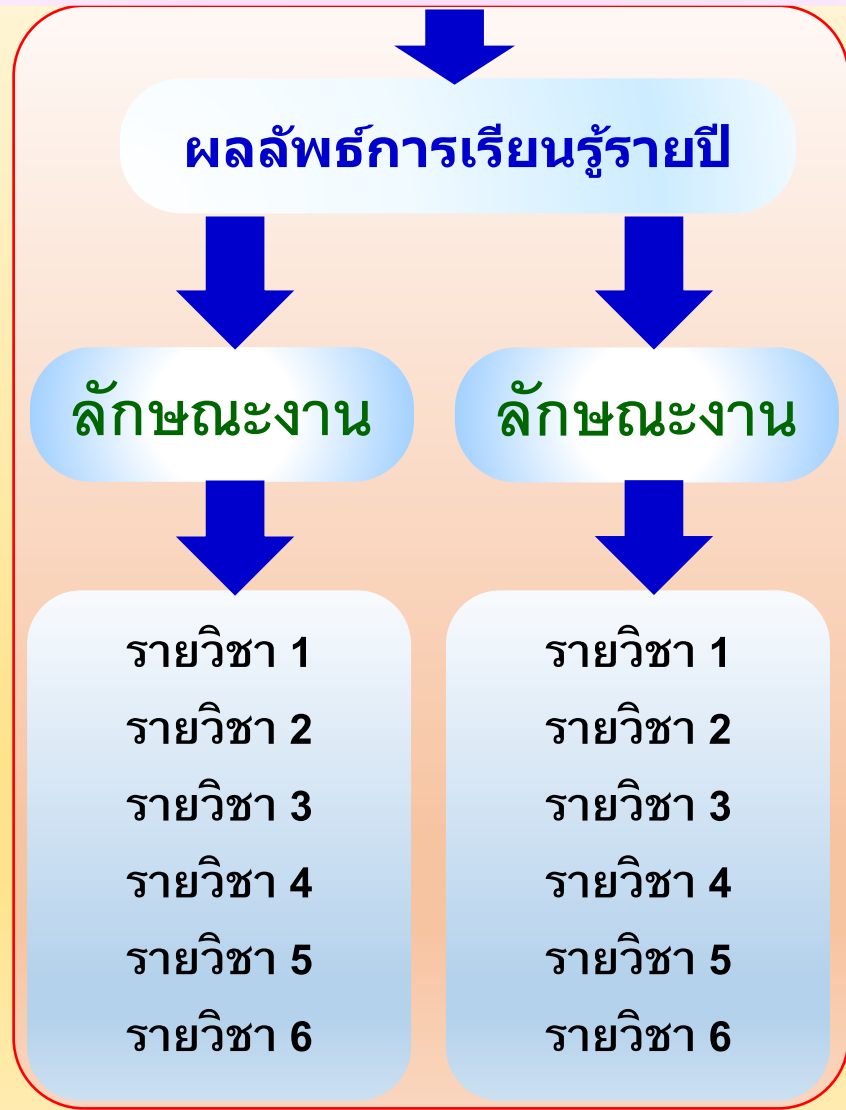 ผลลัพธ์การเรียนรู้รายปี
ลักษณะงาน
รายวิชา 1
รายวิชา 2
รายวิชา 3
รายวิชา 4
รายวิชา 5
รายวิชา 6
ลักษณะงาน
รายวิชา 1
รายวิชา 2
รายวิชา 3
รายวิชา 4
รายวิชา 5
รายวิชา 6